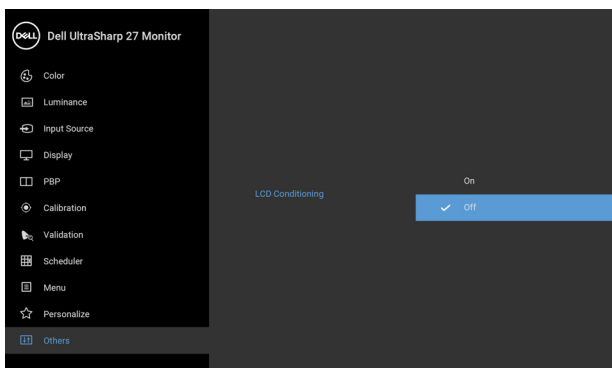 DELL Dell UltraSharp 27 Monitor
Color
Luminance
Input Source
Display
PBP
Calibration
Validation
Scheduler
Menu
Personalize
Others
LCD Conditioning
On
Off